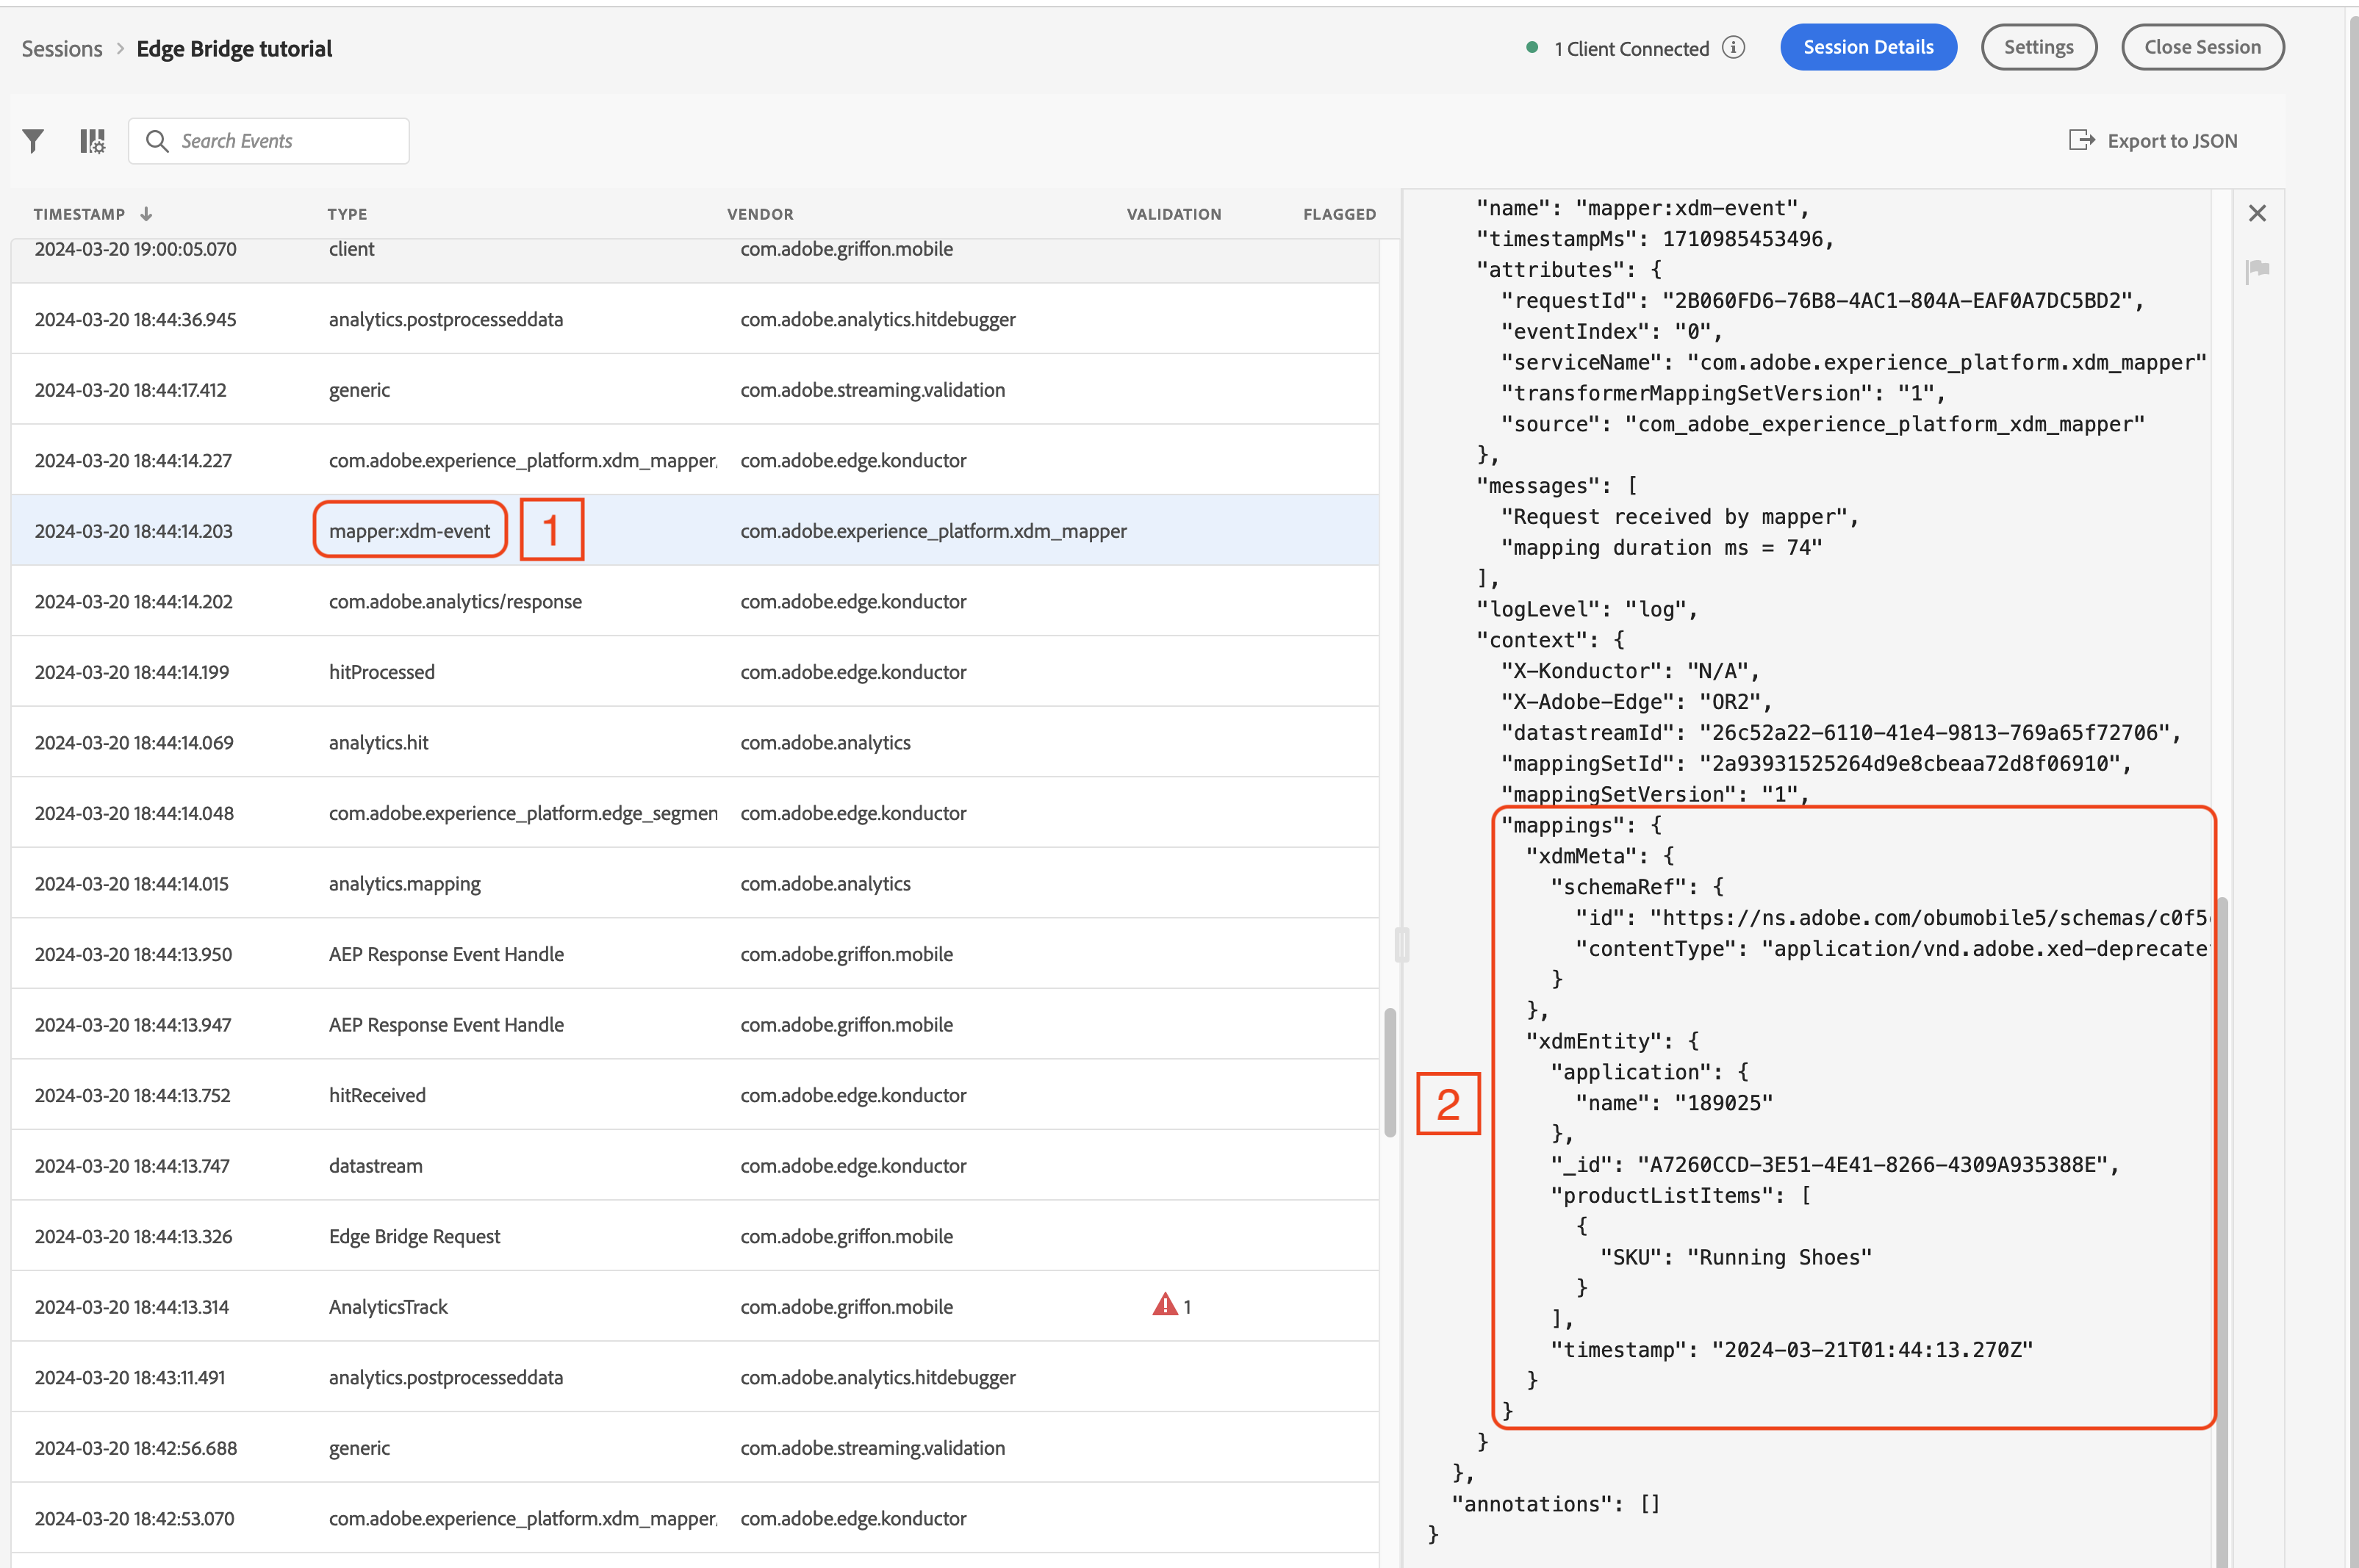 Sessions > Edge Bridge tutorial
1 Client Connected
Session Details
Settings
Close Session
Search Events
Export to JSON
TIMESTAMP TYPE VENDOR VALIDATION FLAGGED
2024-03-20 19:00:05.070 client com.adobe.griffon.mobile
2024-03-20 18:44:36.945 analytics.postprocesseddata com.adobe.analytics.hitdebugger
2024-03-20 18:44:17.412 generic com.adobe.streaming.validation
2024-03-20 18:44:14.227 com.adobe.experience_platform.xdm_mapper, com.adobe.edge.konductor
2024-03-20 18:44:14.203 mapper:xdm-event 1 com.adobe.experience_platform.xdm_mapper
2024-03-20 18:44:14.202 com.adobe.analytics/response com.adobe.edge.konductor
2024-03-20 18:44:14.199 hitProcessed com.adobe.edge.konductor
2024-03-20 18:44:14.069 analytics.hit com.adobe.analytics
2024-03-20 18:44:14.048 com.adobe.experience_platform.edge_segmen com.adobe.edge.konductor
2024-03-20 18:44:14.015 analytics.mapping com.adobe.analytics
2024-03-20 18:44:13.950 AEP Response Event Handle com.adobe.griffon.mobile
2024-03-20 18:44:13.947 AEP Response Event Handle com.adobe.griffon.mobile
2024-03-20 18:44:13.752 hitReceived com.adobe.edge.konductor
2024-03-20 18:44:13.747 datastream com.adobe.edge.konductor
2024-03-20 18:44:13.326 Edge Bridge Request com.adobe.griffon.mobile
2024-03-20 18:44:13.314 AnalyticsTrack com.adobe.griffon.mobile 1
2024-03-20 18:43:11.491 analytics.postprocesseddata com.adobe.analytics.hitdebugger
2024-03-20 18:42:56.688 generic com.adobe.streaming.validation
2024-03-20 18:42:53.070 com.adobe.experience_platform.xdm_mapper, com.adobe.edge.konductor
"name": "mapper:xdm-event",
"timestampMs": 1710985453496,
"attributes": {
"requestId": "2B060FD6-76B8-4AC1-804A-EAF0A7DC5BD2",
"eventIndex": "0",
"serviceName": "com.adobe.experience_platform.xdm_mapper"
"transformerMappingSetVersion": "1",
"source": "com_adobe_experience_platform_xdm_mapper"
},
"messages": [
"Request received by mapper",
"mapping duration ms = 74"
],
"logLevel": "log",
"context": {
"X-Konductor": "N/A",
"X-Adobe-Edge": "OR2",
"datastreamId": "26c52a22-6110-41e4-9813-769a65f72706",
"mappingSetId": "2a93931525264d9e8cbeaa72d8f06910",
"mappingSetVersion": "1",
"mappings": {
"xdmMeta": {
"schemaRef": {
"id": "https://ns.adobe.com/obumobile5/schemas/c0f5
"contentType": "application/vnd.adobe.xed-deprecate
}
},
"xdmEntity": {
"application": {
2
"name": "189025"
},
"_id": "A7260CCD-3E51-4E41-8266-4309A935388E",
"productListItems": [
{
"SKU": "Running Shoes"
}
],
"timestamp": "2024-03-21T01:44:13.270Z"
}
}
}
},
"annotations": []
}